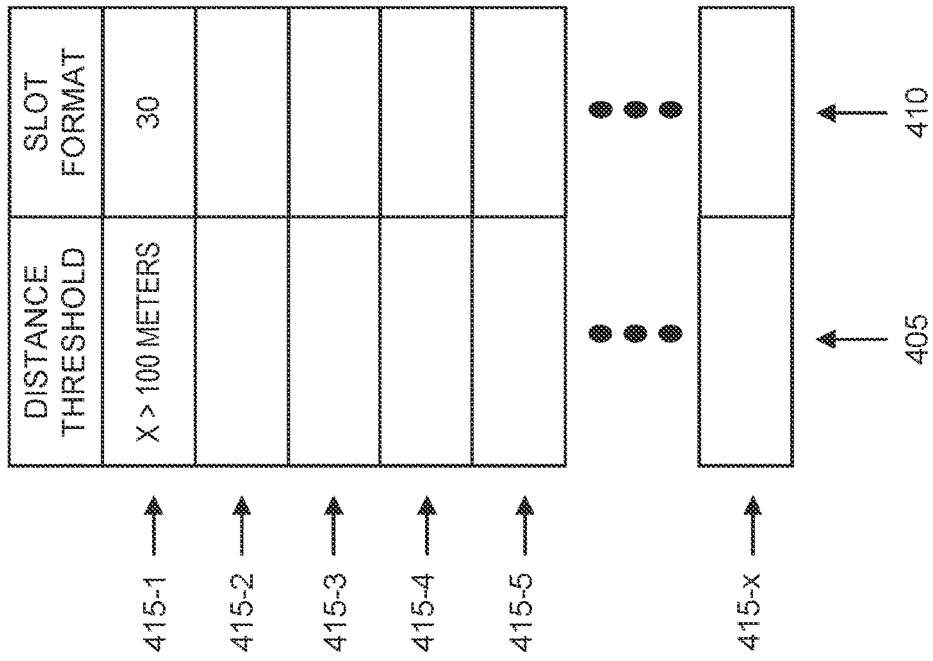 DISTANCE
THRESHOLD
SLOT
FORMAT
415-1
X > 100 METERS
30
415-2
415-3
415-4
415-5
415-x
405
410